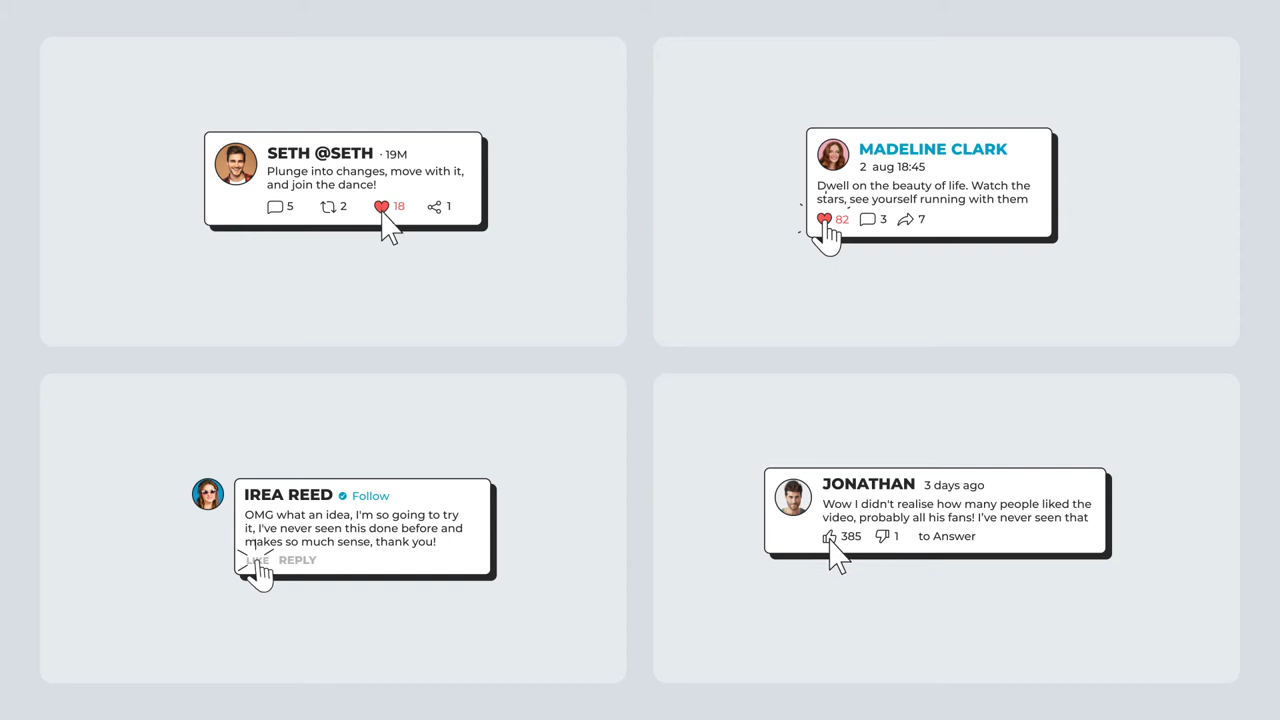 SETH @SETH · 19M
Plunge into changes, move with it,
and join the dance!
5 2 18 1
MADELINE CLARK
2 aug 18:45
Dwell on the beauty of life. Watch the
stars, see yourself running with them
82 3 7
IREA REED Follow
OMG what an idea, I'm so going to try
it, I've never seen this done before and
makes so much sense, thank you!
LIKE REPLY
JONATHAN 3 days ago
Wow I didn't realise how many people liked the
video, probably all his fans! I've never seen that
385 1 to Answer